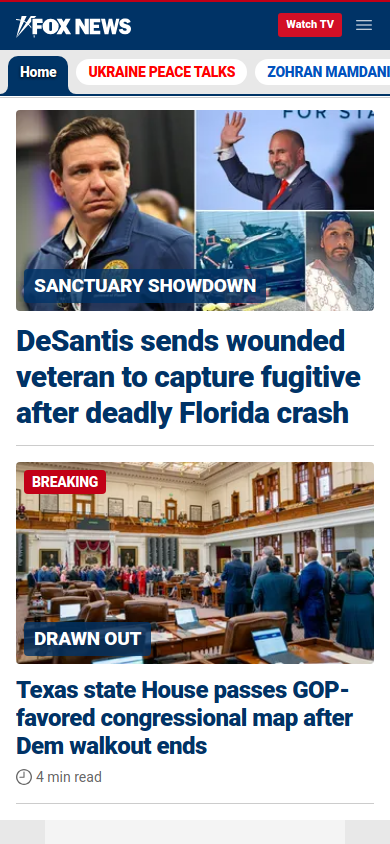 FOX NEWS
Watch TV
Home
UKRAINE PEACE TALKS
ZOHRAN MAMDANI
FOR STA
SANCTUARY SHOWDOWN
DeSantis sends wounded
veteran to capture fugitive
after deadly Florida crash
BREAKING
DRAWN OUT
Texas state House passes GOP-
favored congressional map after
Dem walkout ends
4 min read